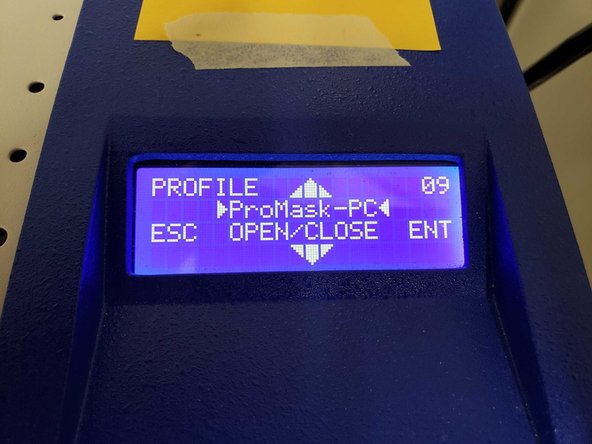 PROFILE 09
ProMask-PC
ESC OPEN/CLOSE ENT